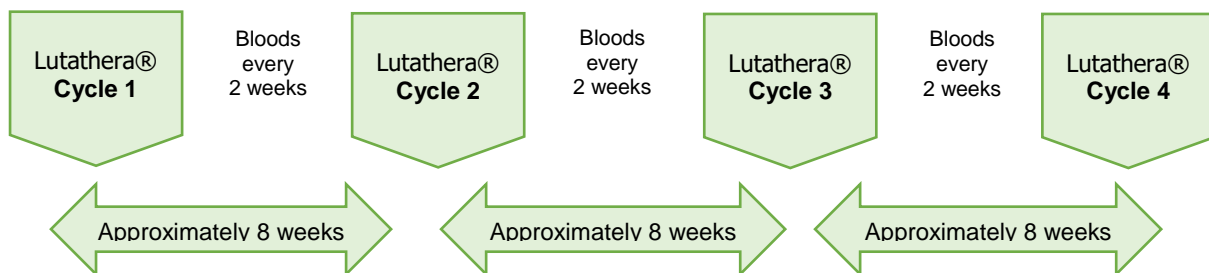 Lutathera®
Cycle 1
Bloods
every
2 weeks
Lutathera®
Cycle 2
Bloods
every
2 weeks
Lutathera®
Cycle 3
Bloods
every
2 weeks
Lutathera®
Cycle 4
Approximately 8 weeks
Approximately 8 weeks
Approximately 8 weeks